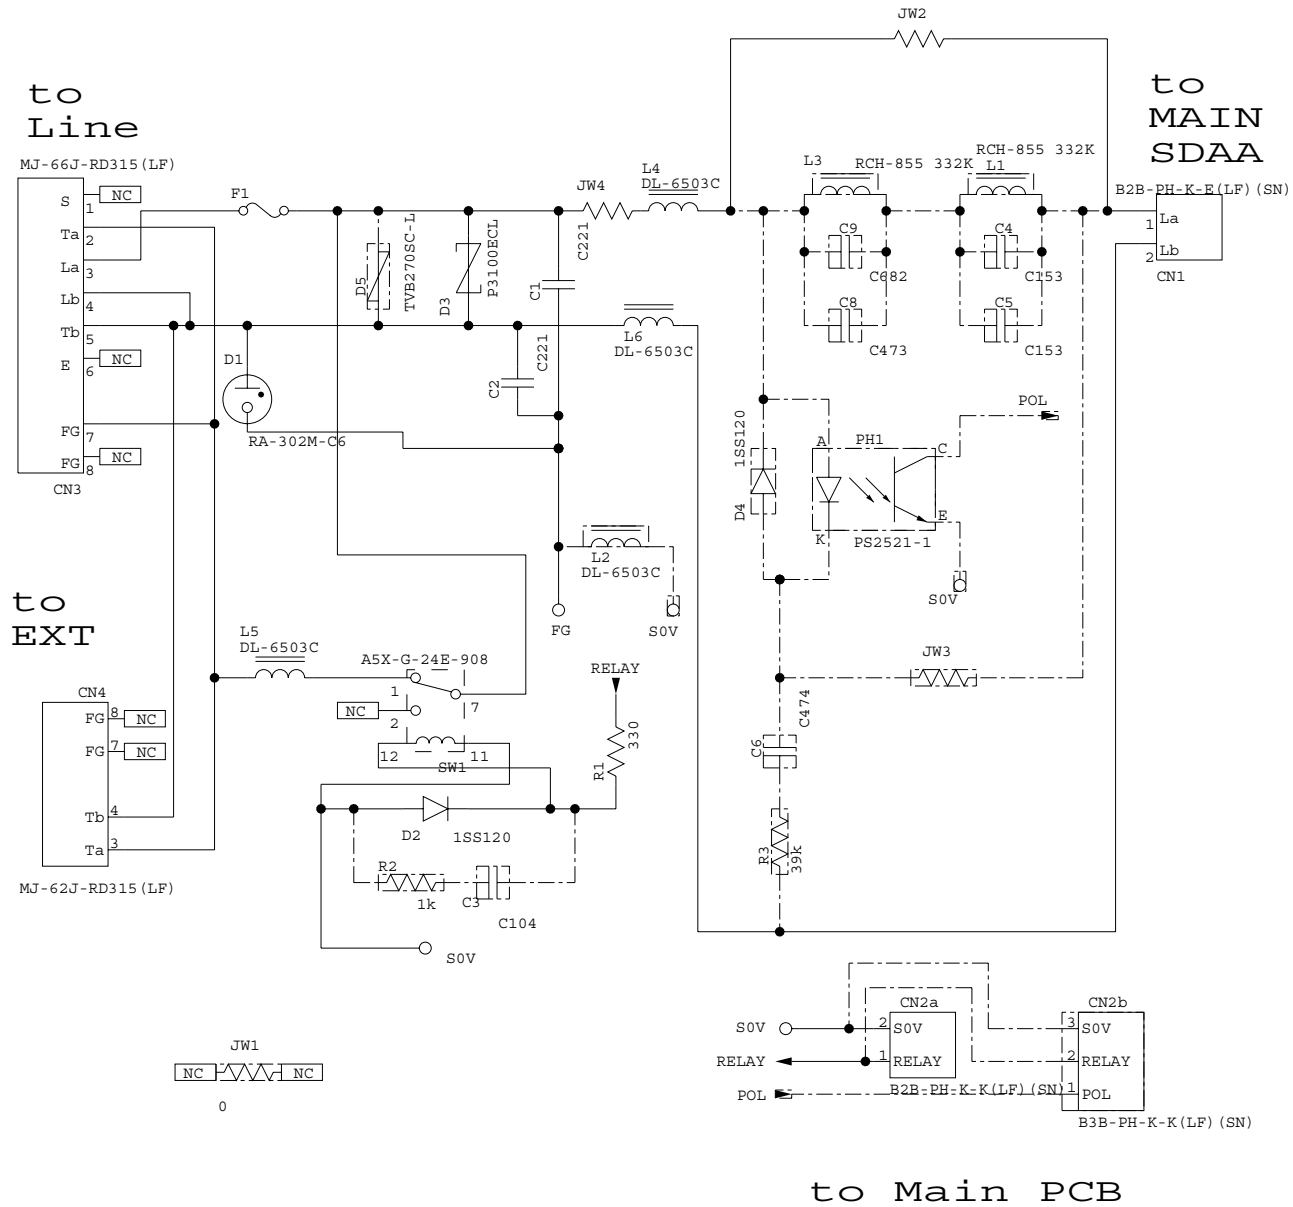 JW2
to
Line
to
MAIN
SDAA
MJ-66J-RD315(LF)
S
1
NC
Ta
2
La
3
Lb
4
Tb
5
E
6
NC
FG
7
FG
8
NC
CN3
F1
D5
TVB270SC-L
D3
P3100ECL
C1
C221
C2
C221
D1
RA-302M-C6
JW4
L4
DL-6503C
L6
DL-6503C
L3
RCH-855 332K
RCH-855 332K
L1
C9
C682
C8
C473
C4
C153
C5
C153
B2B-PH-K-E(LF)(SN)
La
1
Lb
2
CN1
D4
1SS120
A
PH1
C
K
E
PS2521-1
POL
S0V
L2
DL-6503C
FG
S0V
to
EXT
L5
DL-6503C
A5X-G-24E-908
1
7
NC
2
12
11
SW1
RELAY
R1
330
CN4
FG
8
NC
FG
7
NC
Tb
4
Ta
3
MJ-62J-RD315(LF)
D2
1SS120
R2
1k
C3
C104
S0V
JW3
C6
C474
R3
39k
JW1
NC
NC
0
CN2a
CN2b
S0V
2
S0V
3
S0V
RELAY
1
RELAY
2
RELAY
POL
B2B-PH-K-K(LF)(SN)
1
POL
B3B-PH-K-K(LF)(SN)
to Main PCB